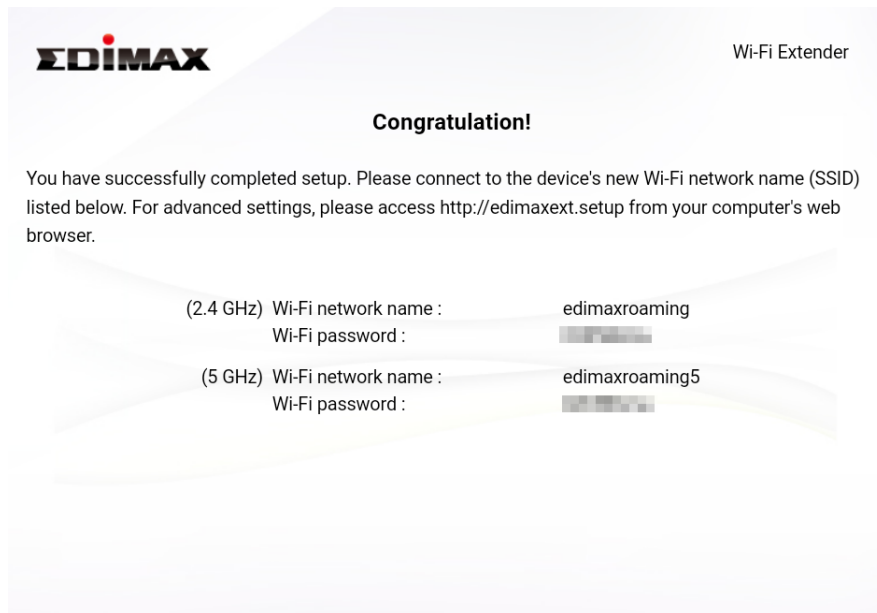 EDIMAX
Wi-Fi Extender
Congratulation!
You have successfully completed setup. Please connect to the device's new Wi-Fi network name (SSID)
listed below. For advanced settings, please access http://edimaxext.setup from your computer's web
browser.
(2.4 GHz) Wi-Fi network name : edimaxroaming
Wi-Fi password :
(5 GHz) Wi-Fi network name : edimaxroaming5
Wi-Fi password :